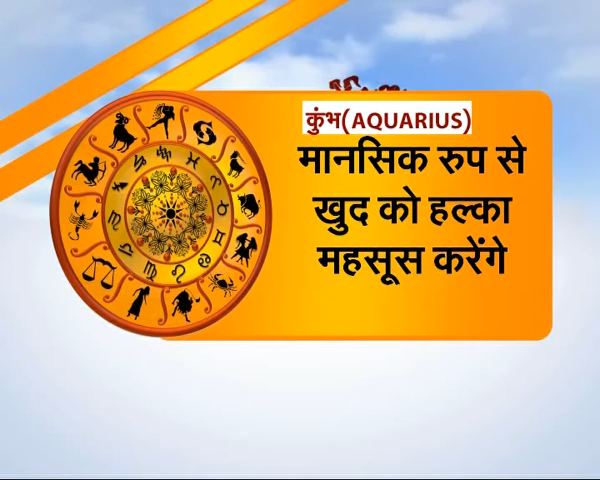 कुंभ(AQUARIUS)
मानसिक रुप से
खुद को हल्का
महसूस करेंगे